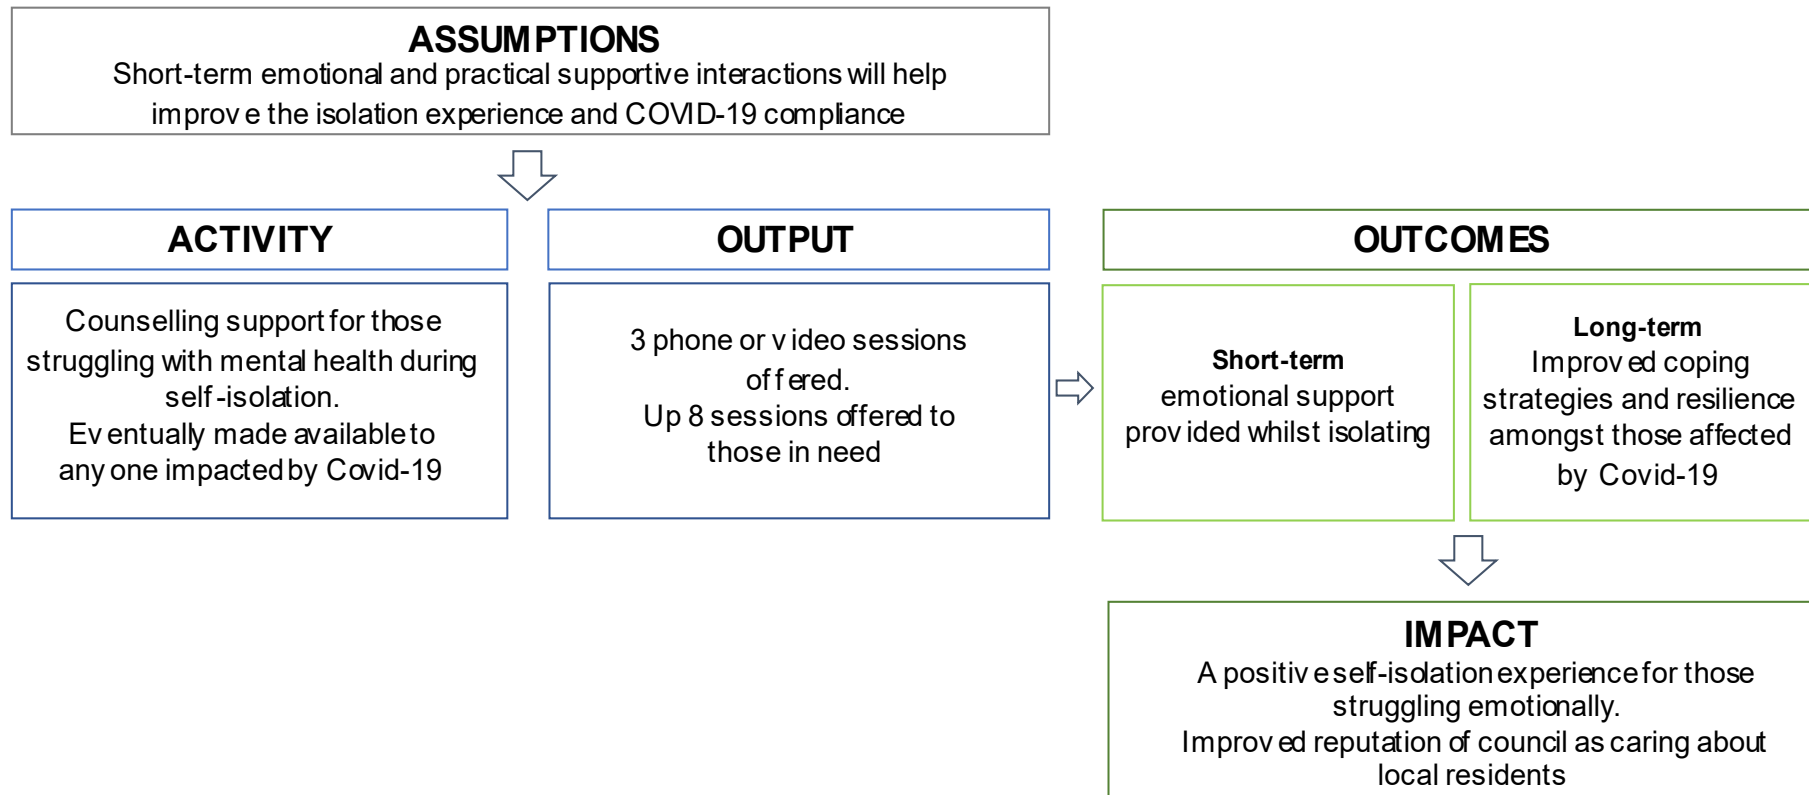 ASSUMPTIONS
Short-term emotional and practical supportive interactions will help
improve the isolation experience and COVID-19 compliance
ACTIVITY
Counselling support for those
struggling with mental health during
self-isolation.
Eventually made available to
anyone impacted by Covid-19
OUTPUT
3 phone or video sessions
offered.
Up 8 sessions offered to
those in need
OUTCOMES
Short-term
emotional support
provided whilst isolating
Long-term
Improved coping
strategies and resilience
amongst those affected
by Covid-19
IMPACT
A positive self-isolation experience for those
struggling emotionally.
Improved reputation of council as caring about
local residents